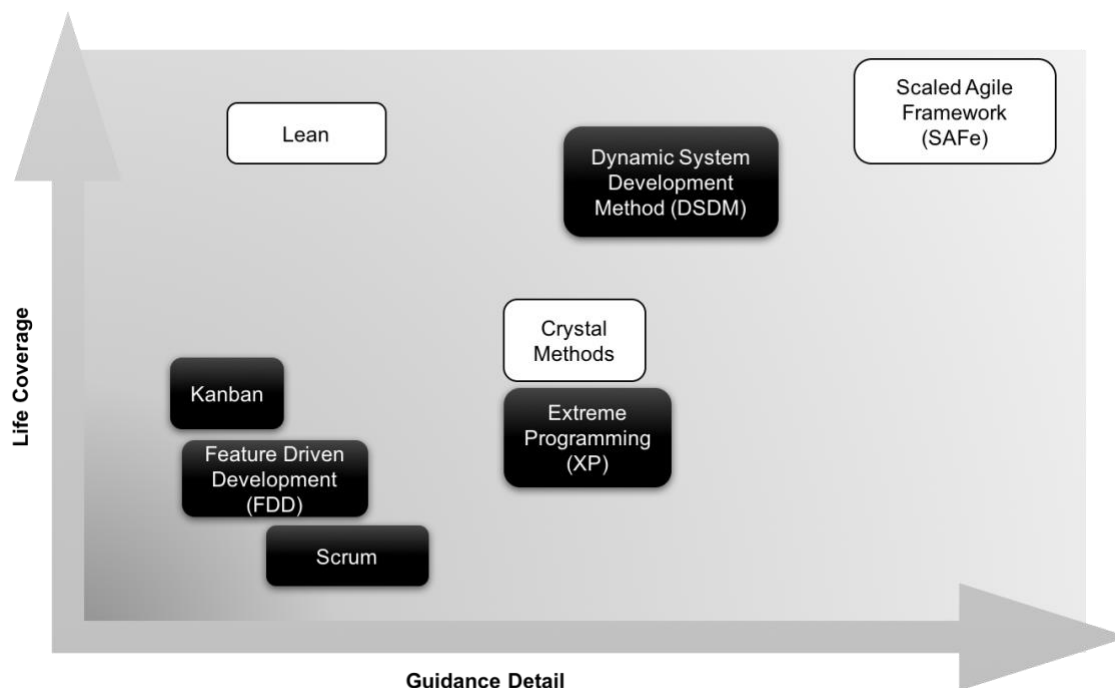 Scaled Agile
Framework
(SAFe)
Lean
Dynamic System
Development
Method (DSDM)
Crystal
Methods
Kanban
Extreme
Programming
(XP)
Feature Driven
Development
(FDD)
Scrum
Life Coverage
Guidance Detail